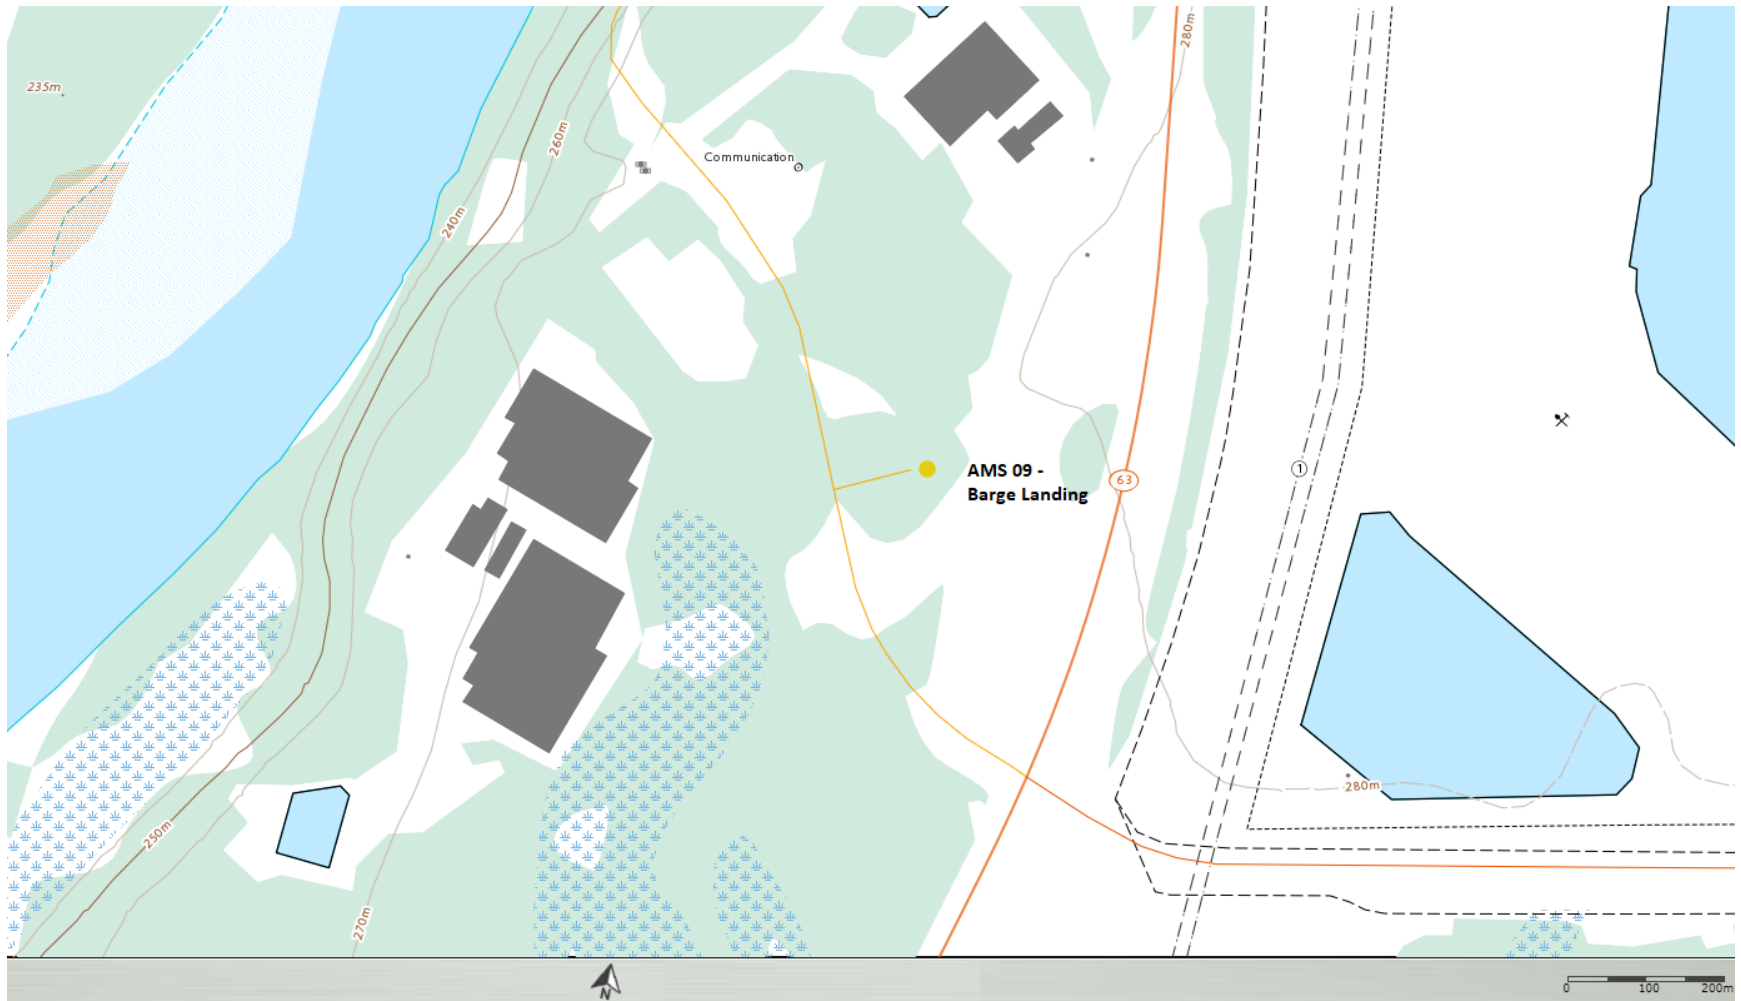 280m
235m
260m
Communication
240m
AMS 09 -
Barge Landing
63
1
280m
250m
270m
N
0 100 200m